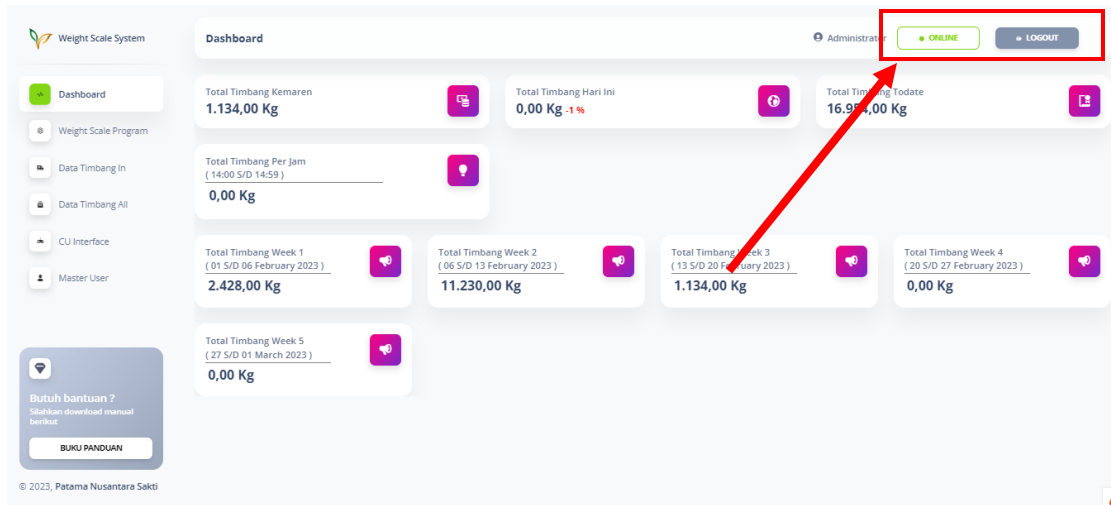 Weight Scale System
Dashboard
Administrator
ONLINE
LOGOUT
Dashboard
Weight Scale Program
Data Timbang In
Data Timbang All
CU Interface
Master User
Total Timbang Kemaren
1.134,00 Kg
Total Timbang Hari Ini
0,00 Kg -1 %
Total Timbang Todate
16.954,00 Kg
Total Timbang Per Jam
( 14:00 S/D 14:59 )
0,00 Kg
Total Timbang Week 1
( 01 S/D 06 February 2023 )
2.428,00 Kg
Total Timbang Week 2
( 06 S/D 13 February 2023 )
11.230,00 Kg
Total Timbang Week 3
( 13 S/D 20 February 2023 )
1.134,00 Kg
Total Timbang Week 4
( 20 S/D 27 February 2023 )
0,00 Kg
Total Timbang Week 5
( 27 S/D 01 March 2023 )
0,00 Kg
Butuh bantuan ?
Silahkan download manual
berikut
BUKU PANDUAN
© 2023, Patama Nusantara Sakti